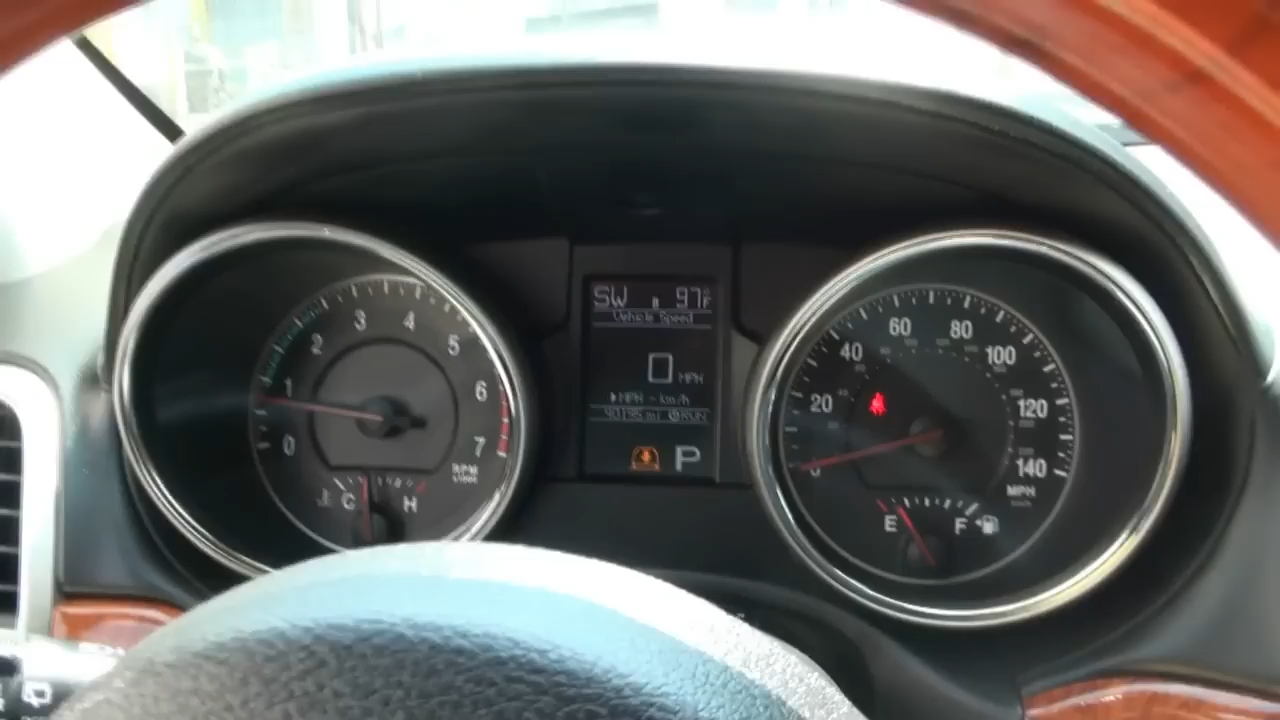 0 1 2 3 4 5 6 7
RPM
C H
SW 97°F
Vehicle Speed
0 MPH
MPH - km/h
RUN
P
0 20 40 60 80 100 120 140
MPH
E F